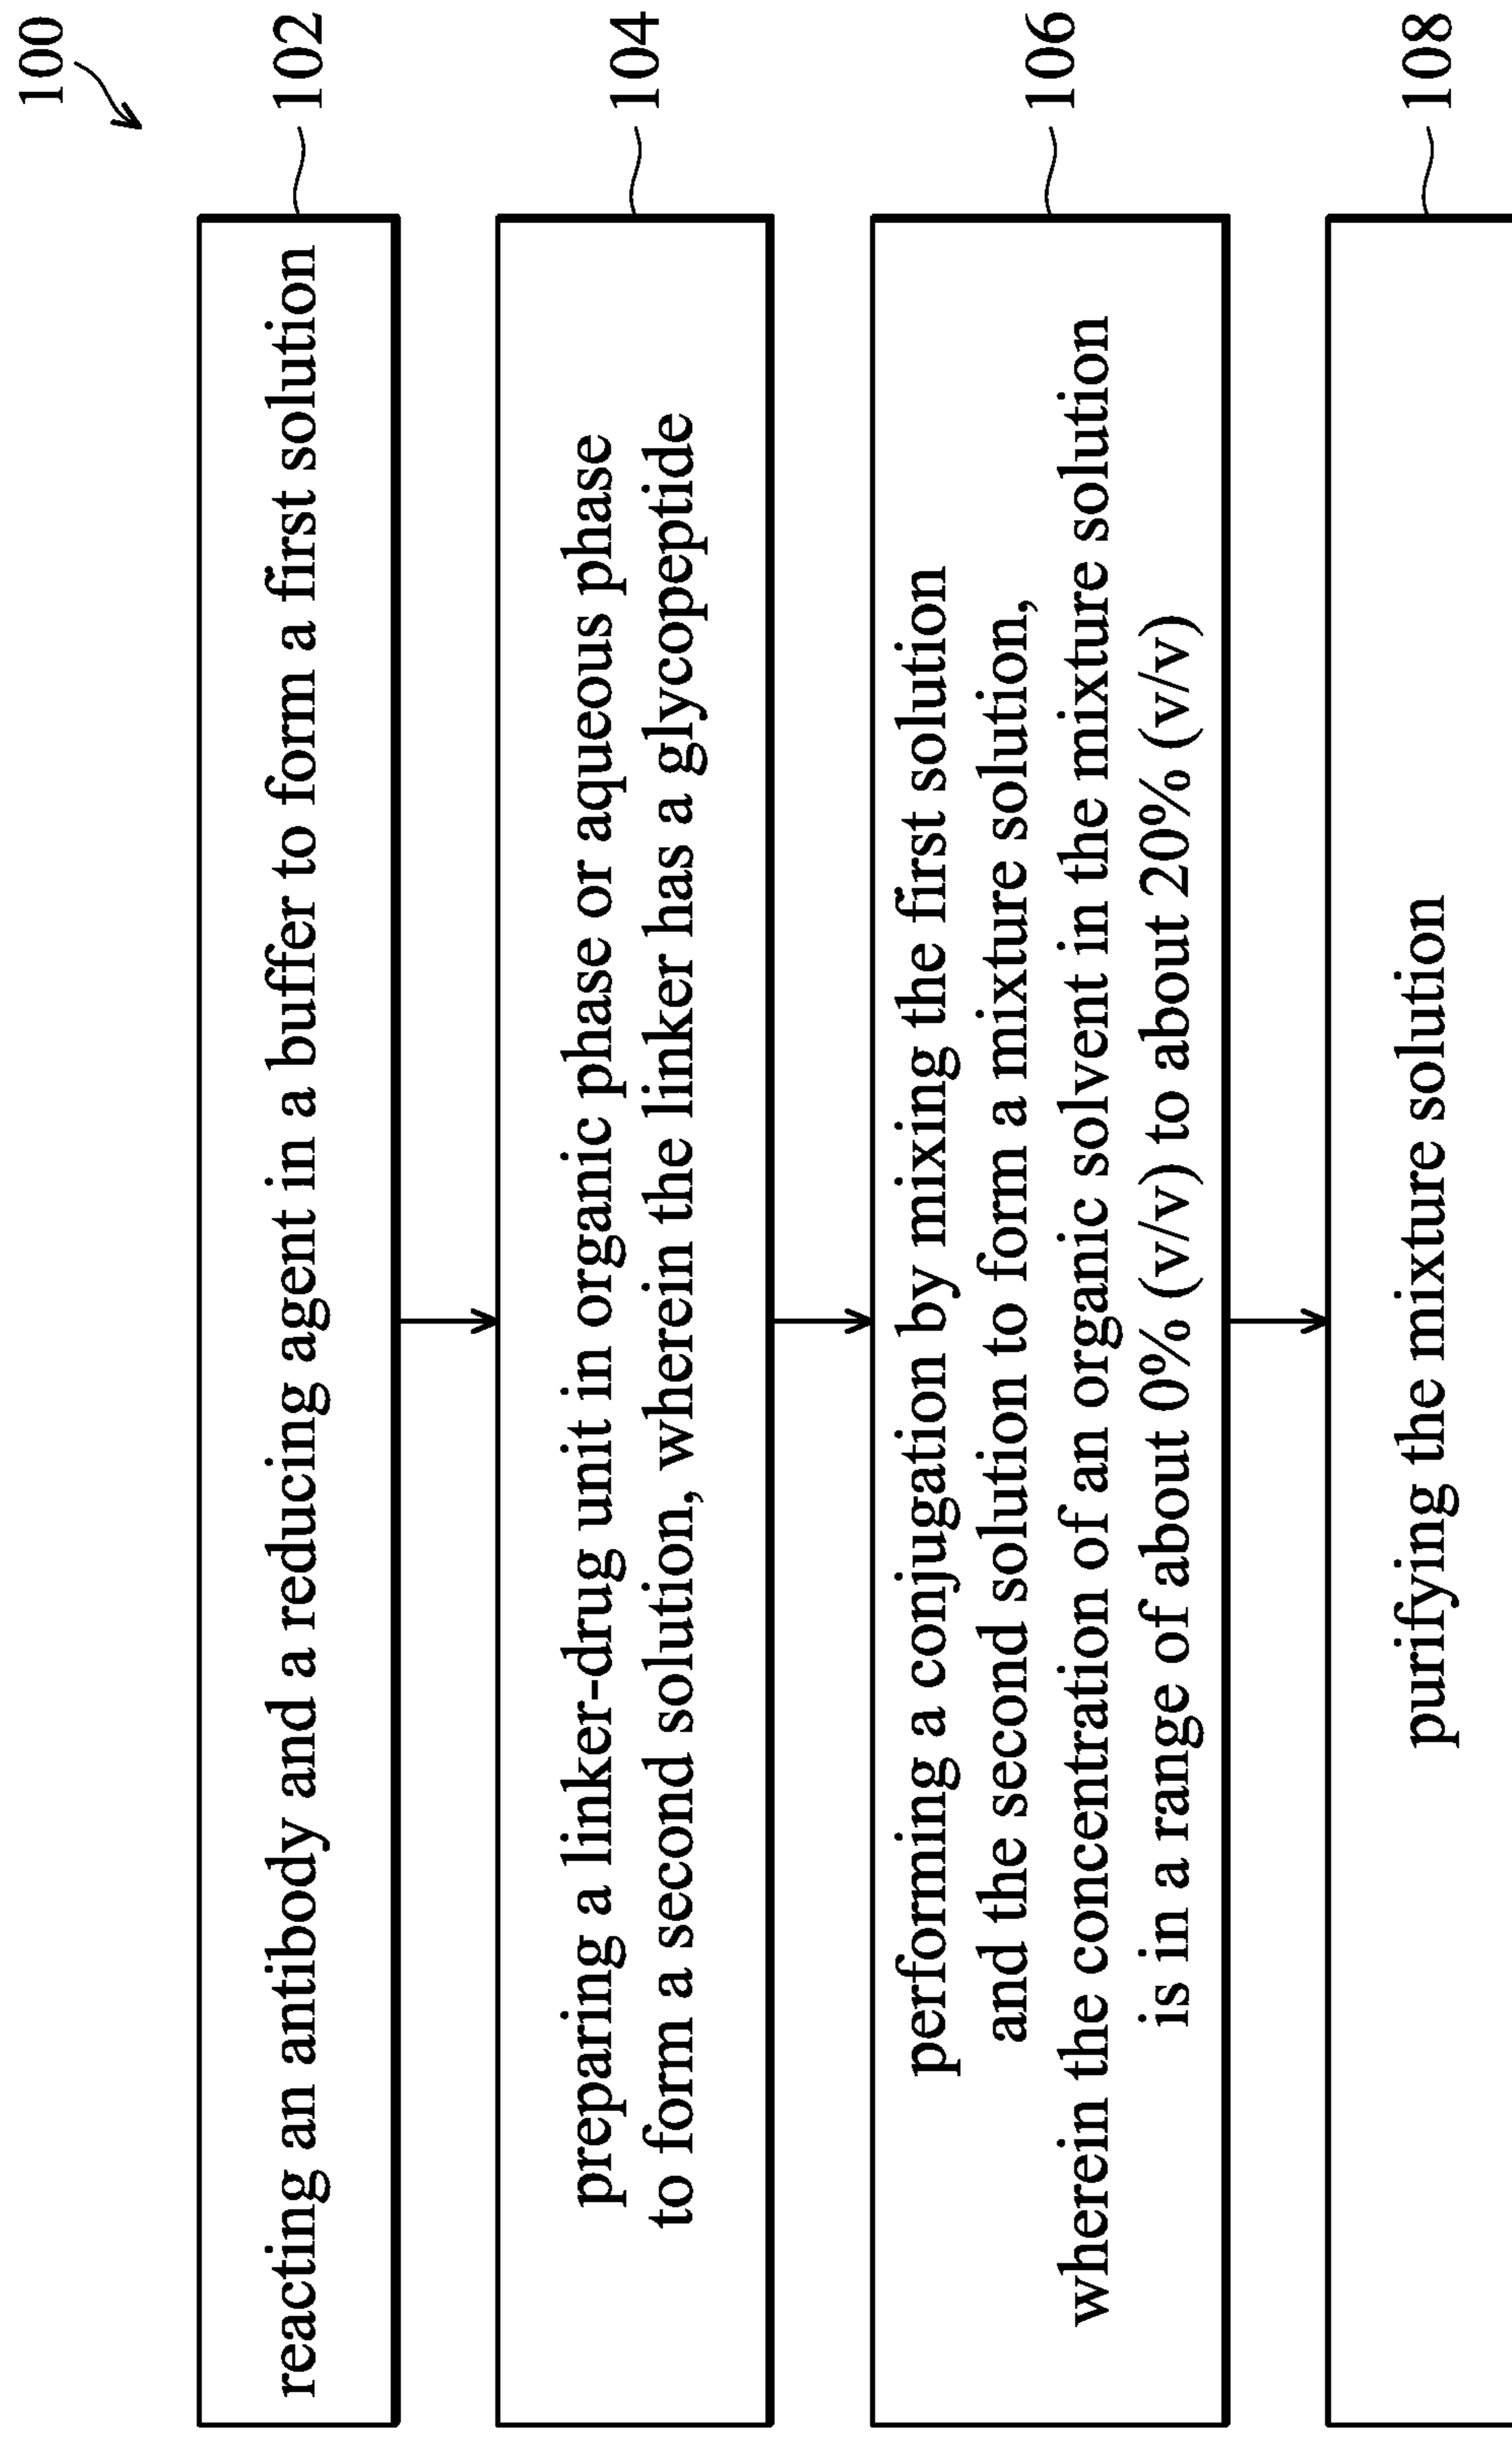 100
reacting an antibody and a reducing agent in a buffer to form a first solution
102
preparing a linker-drug unit in organic phase or aqueous phase
to form a second solution, wherein the linker has a glycopeptide
104
performing a conjugation by mixing the first solution
and the second solution to form a mixture solution,
wherein the concentration of an organic solvent in the mixture solution
is in a range of about 0% (v/v) to about 20% (v/v)
106
purifying the mixture solution
108